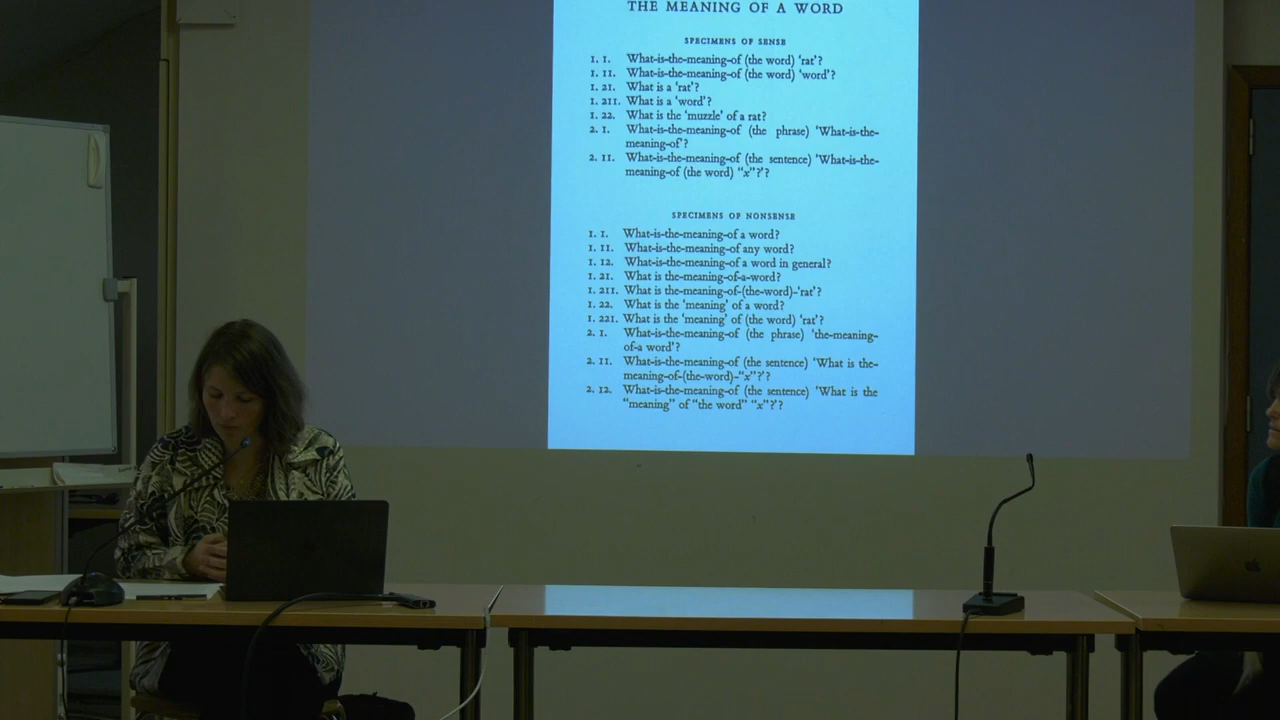 THE MEANING OF A WORD
SPECIMENS OF SENSE
1. 1. What-is-the-meaning-of (the word) 'rat'?
1. 11. What-is-the-meaning-of (the word) 'word'?
1. 21. What is a 'rat'?
1. 211. What is a 'word'?
1. 22. What is the 'muzzle' of a rat?
2. 1. What-is-the-meaning-of (the phrase) 'What-is-the-
meaning-of'?
2. 11. What-is-the-meaning-of (the sentence) 'What-is-the-
meaning-of (the word) "x"?'?
SPECIMENS OF NONSENSE
1. 1. What-is-the-meaning-of a word?
1. 11. What-is-the-meaning-of any word?
1. 12. What-is-the-meaning-of a word in general?
1. 21. What is the-meaning-of-a-word?
1. 211. What is the-meaning-of-(the-word)-'rat'?
1. 22. What is the 'meaning' of a word?
1. 221. What is the 'meaning' of (the word) 'rat'?
2. 1. What-is-the-meaning-of (the phrase) 'the-meaning-
of-a word'?
2. 11. What-is-the-meaning-of (the sentence) 'What is the-
meaning-of-(the-word)-"x"?'?
2. 12. What-is-the-meaning-of (the sentence) 'What is the
"meaning" of "the word" "x"?'?